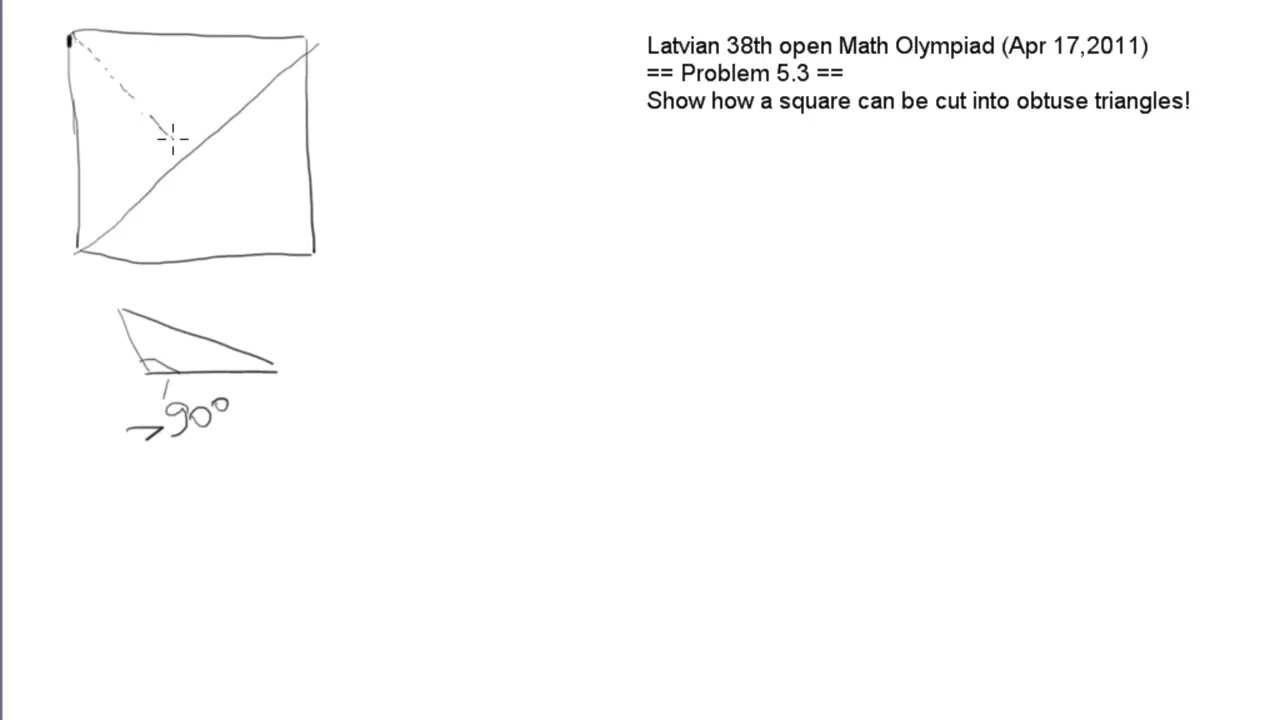 Latvian 38th open Math Olympiad (Apr 17,2011)
== Problem 5.3 ==
Show how a square can be cut into obtuse triangles!
>90°